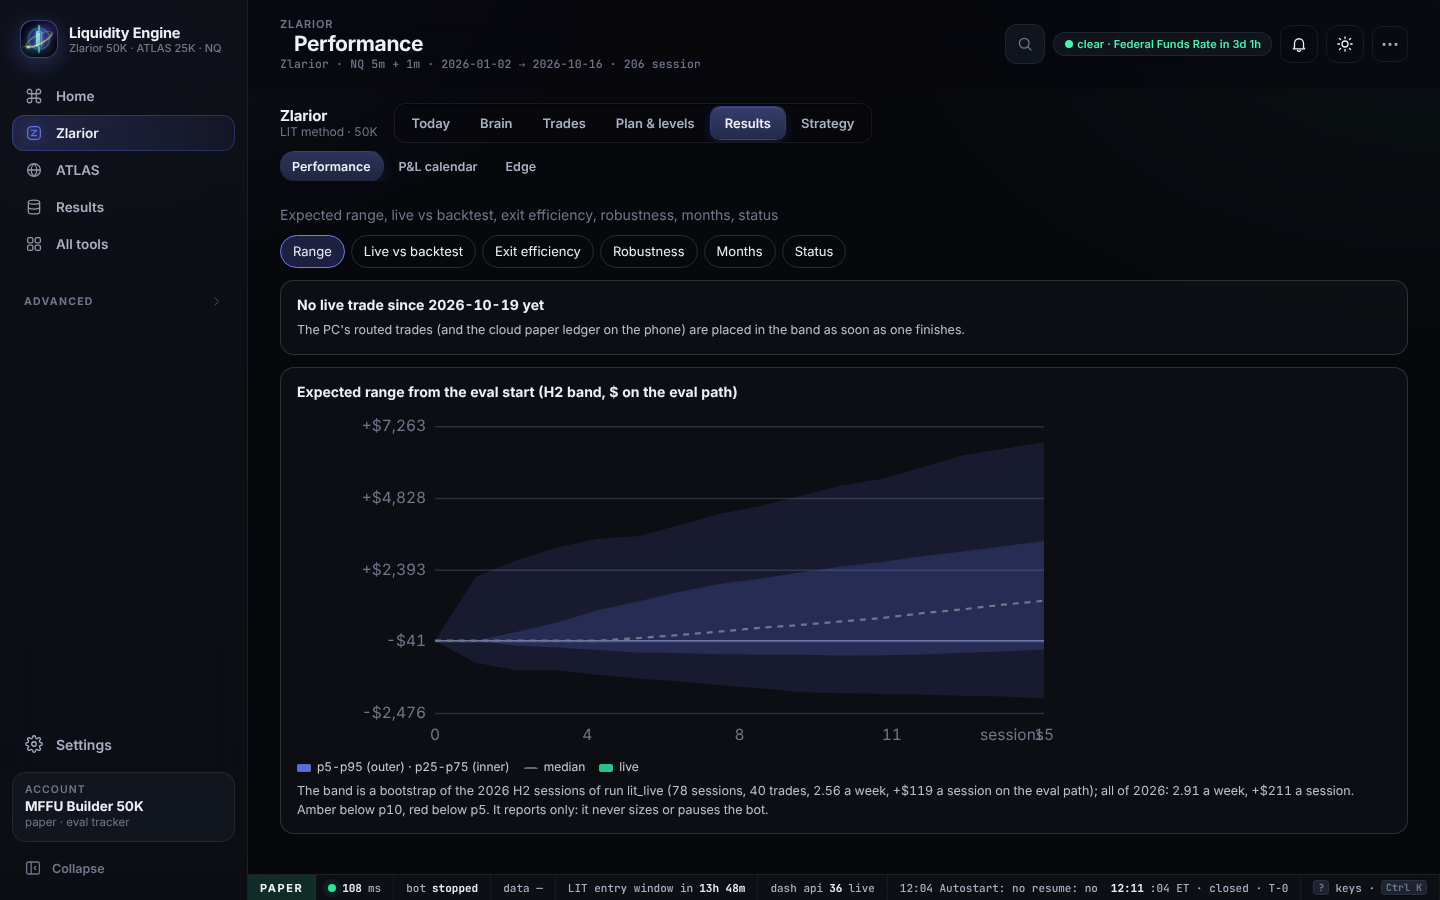 Liquidity Engine
Zlarior 50K · ATLAS 25K · NQ
Home
Zlarior
ATLAS
Results
All tools
ADVANCED
Settings
ACCOUNT
MFFU Builder 50K
paper · eval tracker
Collapse
ZLARIOR
Performance
Zlarior · NQ 5m + 1m · 2026-01-02 → 2026-10-16 · 206 session
clear · Federal Funds Rate in 3d 1h
Zlarior
LIT method · 50K
Today Brain Trades Plan & levels Results Strategy
Performance P&L calendar Edge
Expected range, live vs backtest, exit efficiency, robustness, months, status
Range Live vs backtest Exit efficiency Robustness Months Status
No live trade since 2026-10-19 yet
The PC's routed trades (and the cloud paper ledger on the phone) are placed in the band as soon as one finishes.
Expected range from the eval start (H2 band, $ on the eval path)
+$7,263
+$4,828
+$2,393
-$41
-$2,476
0 4 8 11 sessions 15
p5-p95 (outer) · p25-p75 (inner) median live
The band is a bootstrap of the 2026 H2 sessions of run lit_live (78 sessions, 40 trades, 2.56 a week, +$119 a session on the eval path); all of 2026: 2.91 a week, +$211 a session.
Amber below p10, red below p5. It reports only: it never sizes or pauses the bot.
PAPER 108 ms bot stopped data — LIT entry window in 13h 48m dash api 36 live 12:04 Autostart: no resume: no 12:11 :04 ET · closed · T-0 ? keys · Ctrl K